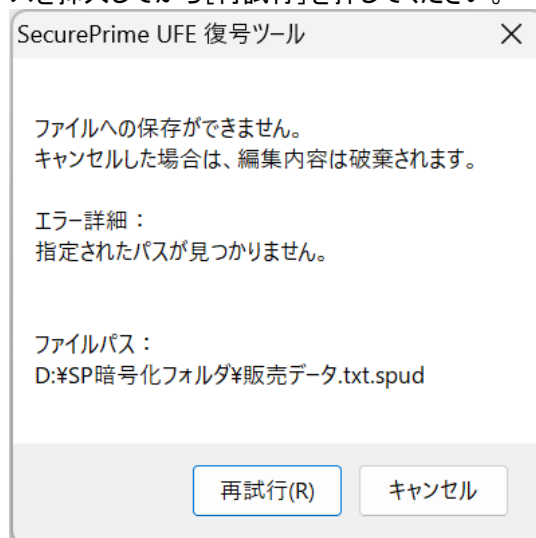 SecurePrime UFE 復号ツール
ファイルへの保存ができません。
キャンセルした場合は、編集内容は破棄されます。
エラー詳細：
指定されたパスが見つかりません。
ファイルパス：
D:¥SP暗号化フォルダ¥販売データ.txt.spud
再試行(R)
キャンセル